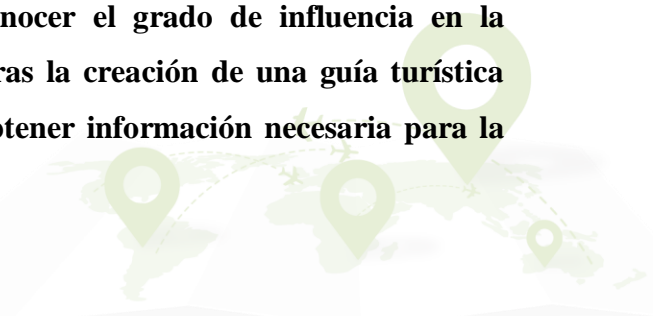 nocer el grado de influencia en la
ras la creación de una guía turística
otener información necesaria para la